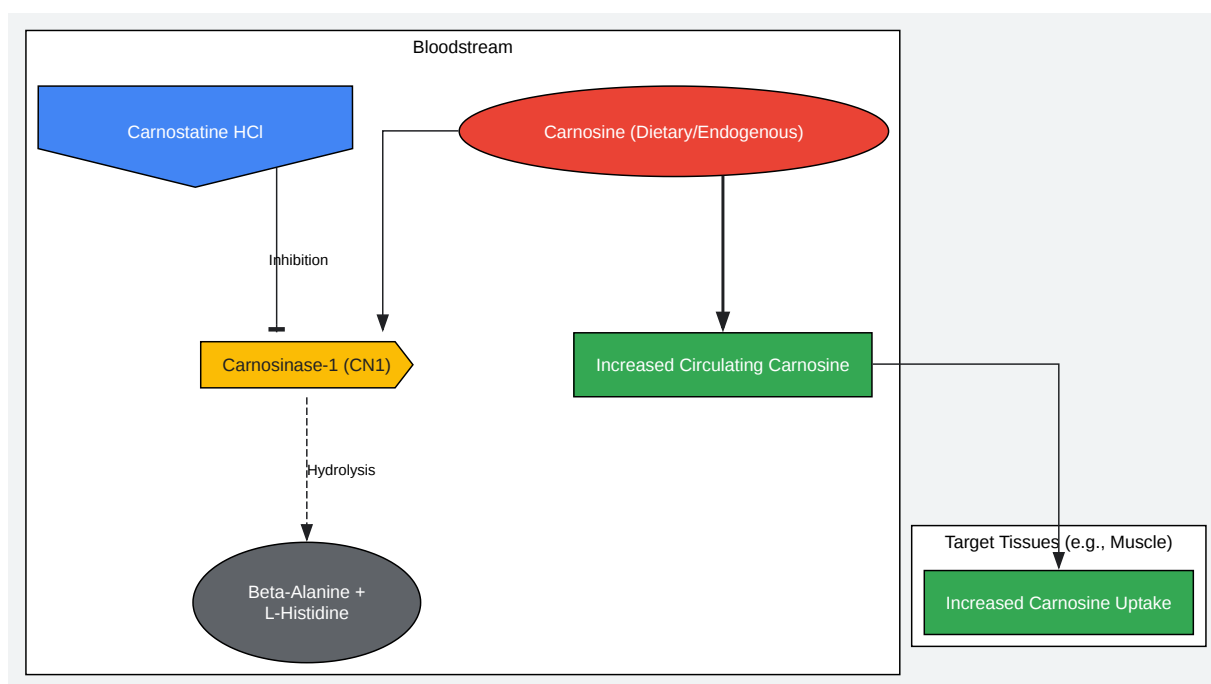 Bloodstream
Carnostatine HCl
Carnosine (Dietary/Endogenous)
Inhibition
Carnosinase-1 (CN1)
Increased Circulating Carnosine
Hydrolysis
Target Tissues (e.g., Muscle)
Beta-Alanine +
L-Histidine
Increased Carnosine Uptake